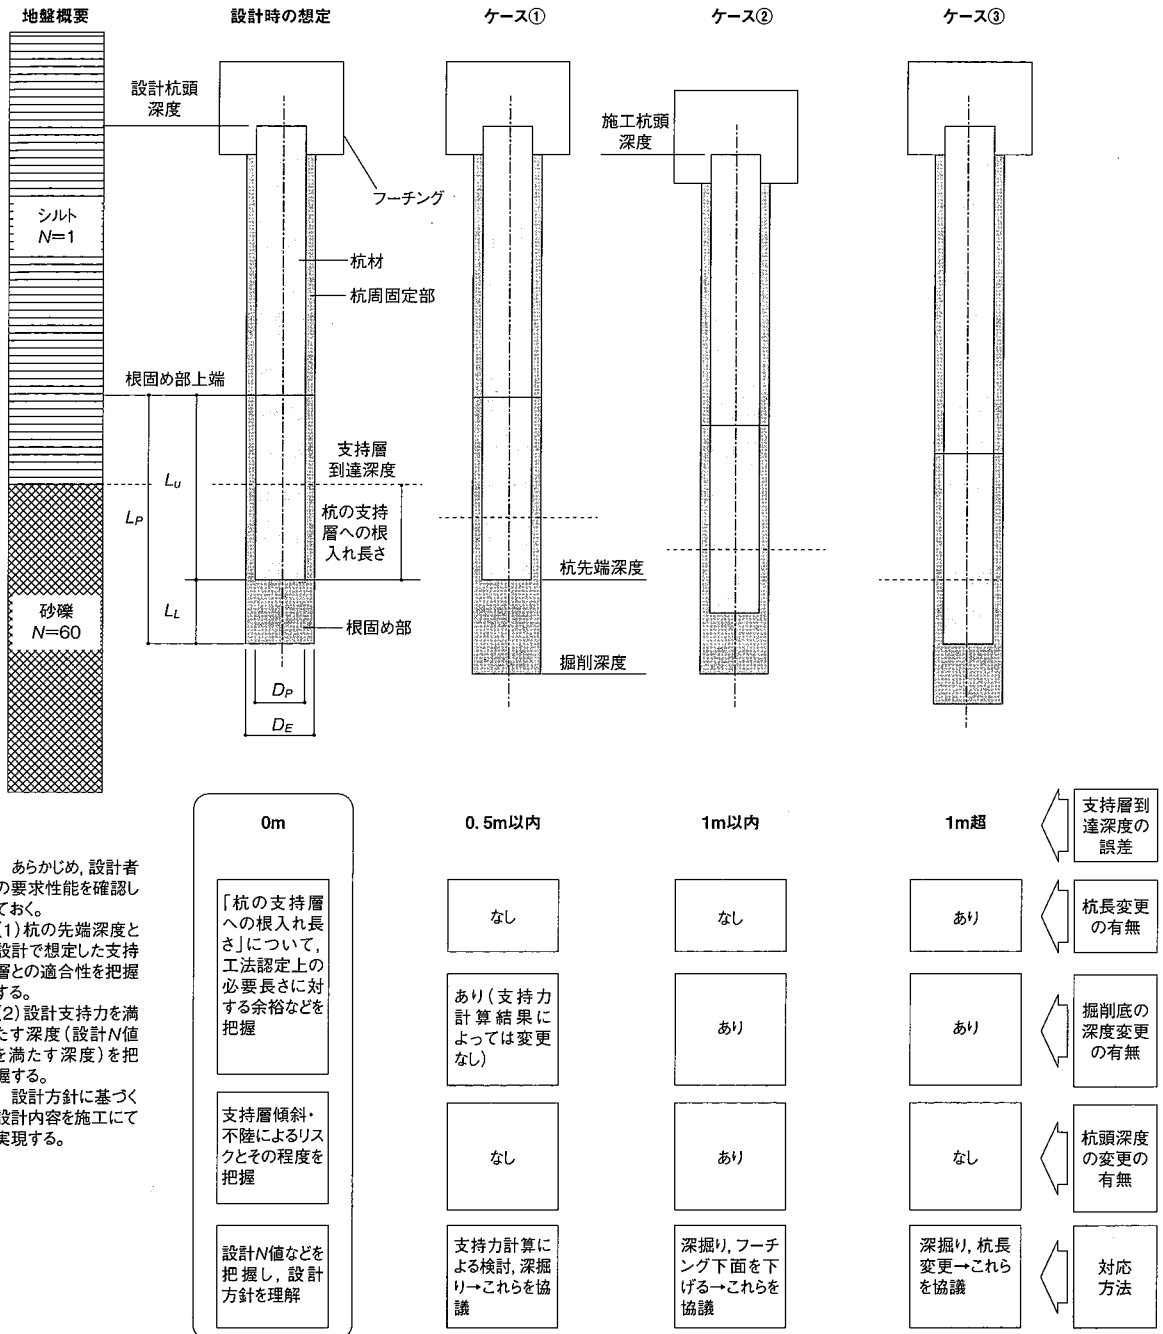 地盤概要
設計時の想定
ケース①
ケース②
ケース③
設計杭頭
深度
施工杭頭
深度
フーチング
シルト
N=1
杭材
杭周固定部
根固め部上端
支持層
到達深度
Lu
LP
杭の支持
層への根
入れ長さ
杭先端深度
砂礫
N=60
LL
根固め部
掘削深度
DP
DE
0m
0.5m以内
1m以内
1m超
支持層到
達深度の
誤差
あらかじめ,設計者
の要求性能を確認し
ておく。
(1)杭の先端深度と
設計で想定した支持
層との適合性を把握
する。
(2)設計支持力を満
たす深度(設計N値
を満たす深度)を把
握する。
設計方針に基づく
設計内容を施工にて
実現する。
「杭の支持層
への根入れ長
さ」について,
工法認定上の
必要長さに対
する余裕などを
把握
なし
なし
あり
杭長変更
の有無
あり(支持力
計算結果に
よっては変更
なし)
あり
あり
掘削底の
深度変更
の有無
支持層傾斜・
不陸によるリス
クとその程度を
把握
なし
あり
なし
杭頭深度
の変更の
有無
設計N値などを
把握し,設計
方針を理解
支持力計算に
よる検討,深掘
り→これらを協
議
深掘り,フーチ
ング下面を下
げる→これらを
協議
深掘り,杭長
変更→これら
を協議
対応
方法